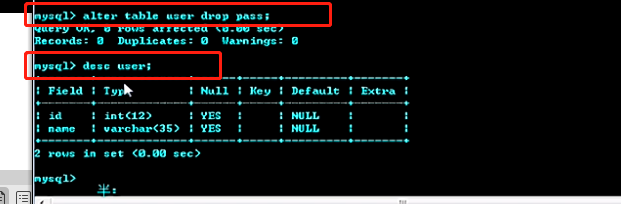 mysql> alter table user drop pass;
Query OK, 0 rows affected (0.00 sec)
Records: 0  Duplicates: 0  Warnings: 0
mysql> desc user;
+-------+-------------+------+-----+---------+-------+
| Field | Type        | Null | Key | Default | Extra |
+-------+-------------+------+-----+---------+-------+
| id    | int(12)     | YES  |     | NULL    |       |
| name  | varchar(35) | YES  |     | NULL    |       |
+-------+-------------+------+-----+---------+-------+
2 rows in set (0.00 sec)
mysql>
半: